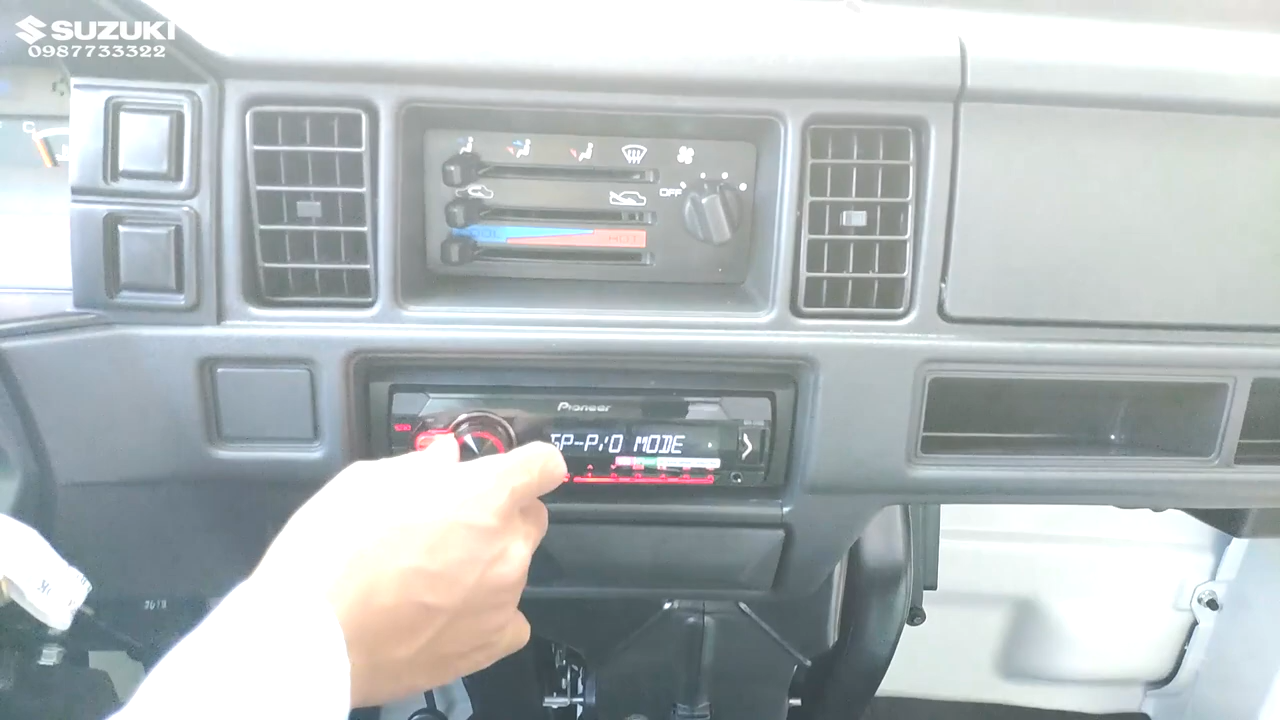 SUZUKI
0987733322
OFF
COOL
HOT
Pioneer
SP-P/O MODE